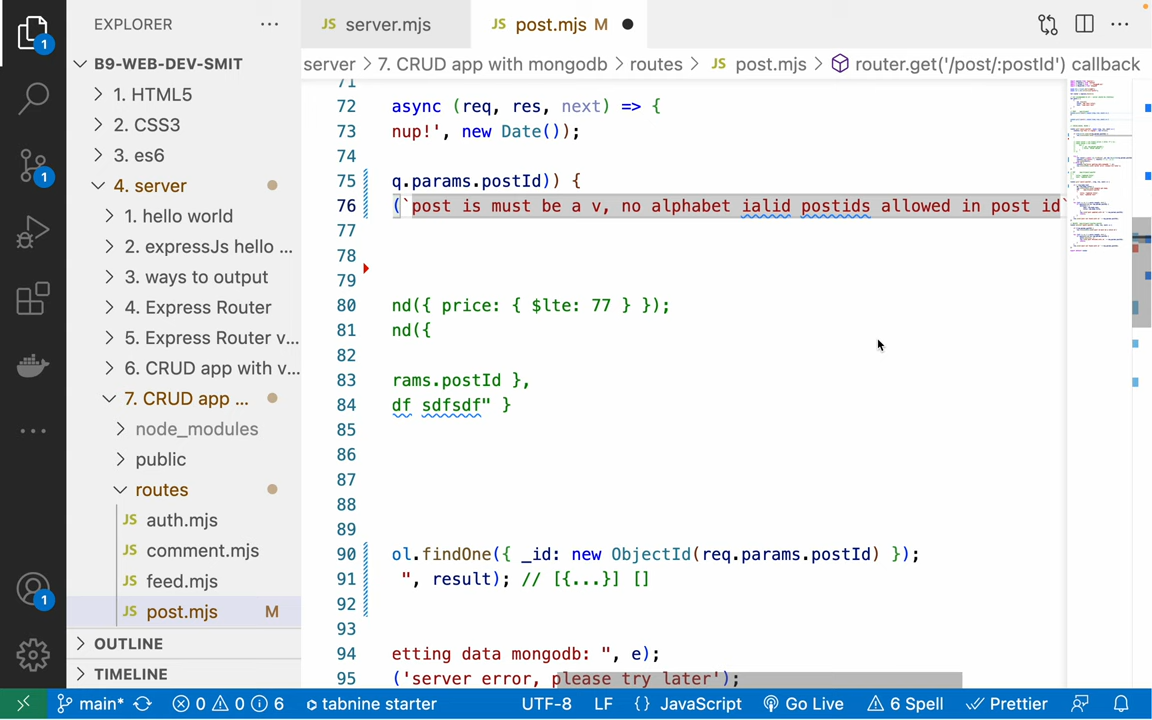 EXPLORER
JS server.mjs
JS post.mjs M
B9-WEB-DEV-SMIT
server > 7. CRUD app with mongodb > routes > JS post.mjs > router.get('/post/:postId') callback
1. HTML5
2. CSS3
3. es6
4. server
1. hello world
2. expressJs hello ...
3. ways to output
4. Express Router
5. Express Router v...
6. CRUD app with v...
7. CRUD app ...
node_modules
public
routes
JS auth.mjs
JS comment.mjs
JS feed.mjs
JS post.mjs M
OUTLINE
TIMELINE
1
1
1
71
72 async (req, res, next) => {
73 nup!', new Date());
74
75 q.params.postId)) {
76 (`post is must be a v, no alphabet ialid postids allowed in post id`
77
78
79
80 nd({ price: { $lte: 77 } });
81 nd({
82
83 rams.postId },
84 df sdfsdf" }
85
86
87
88
89
90 ol.findOne({ _id: new ObjectId(req.params.postId) });
91 ", result); // [{...}] []
92
93
94 etting data mongodb: ", e);
95 ('server error, please try later');
main* 0 0 6 tabnine starter UTF-8 LF {} JavaScript Go Live 6 Spell Prettier